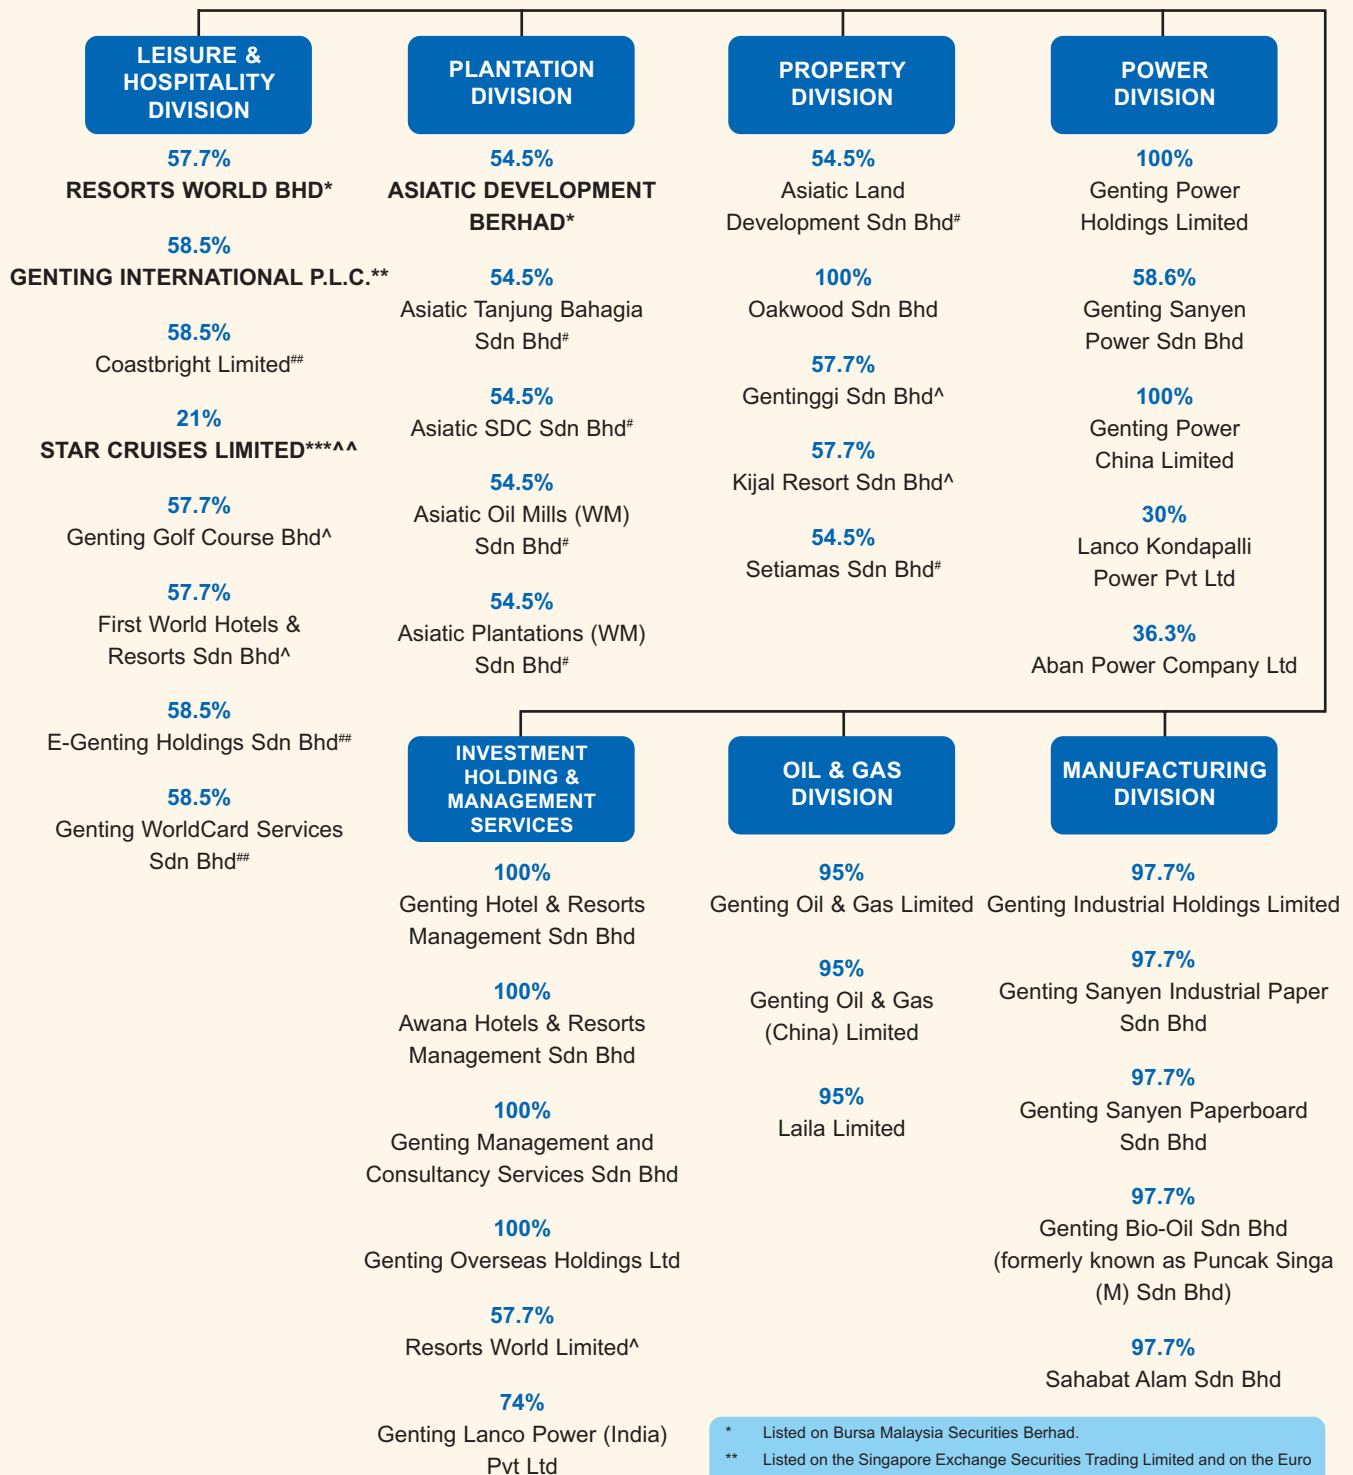 LEISURE &
HOSPITALITY
DIVISION
57.7%
RESORTS WORLD BHD*
58.5%
GENTING INTERNATIONAL P.L.C.**
58.5%
Coastbright Limited##
21%
STAR CRUISES LIMITED***^^
57.7%
Genting Golf Course Bhd^
57.7%
First World Hotels &
Resorts Sdn Bhd^
58.5%
E-Genting Holdings Sdn Bhd##
58.5%
Genting WorldCard Services
Sdn Bhd##
PLANTATION
DIVISION
54.5%
ASIATIC DEVELOPMENT
BERHAD*
54.5%
Asiatic Tanjung Bahagia
Sdn Bhd#
54.5%
Asiatic SDC Sdn Bhd#
54.5%
Asiatic Oil Mills (WM)
Sdn Bhd#
54.5%
Asiatic Plantations (WM)
Sdn Bhd#
PROPERTY
DIVISION
54.5%
Asiatic Land
Development Sdn Bhd#
100%
Oakwood Sdn Bhd
57.7%
Gentinggi Sdn Bhd^
57.7%
Kijal Resort Sdn Bhd^
54.5%
Setiamas Sdn Bhd#
POWER
DIVISION
100%
Genting Power
Holdings Limited
58.6%
Genting Sanyen
Power Sdn Bhd
100%
Genting Power
China Limited
30%
Lanco Kondapalli
Power Pvt Ltd
36.3%
Aban Power Company Ltd
INVESTMENT
HOLDING &
MANAGEMENT
SERVICES
100%
Genting Hotel & Resorts
Management Sdn Bhd
100%
Awana Hotels & Resorts
Management Sdn Bhd
100%
Genting Management and
Consultancy Services Sdn Bhd
100%
Genting Overseas Holdings Ltd
57.7%
Resorts World Limited^
74%
Genting Lanco Power (India)
Pvt Ltd
OIL & GAS
DIVISION
95%
Genting Oil & Gas Limited
95%
Genting Oil & Gas
(China) Limited
95%
Laila Limited
MANUFACTURING
DIVISION
97.7%
Genting Industrial Holdings Limited
97.7%
Genting Sanyen Industrial Paper
Sdn Bhd
97.7%
Genting Sanyen Paperboard
Sdn Bhd
97.7%
Genting Bio-Oil Sdn Bhd
(formerly known as Puncak Singa
(M) Sdn Bhd)
97.7%
Sahabat Alam Sdn Bhd
* Listed on Bursa Malaysia Securities Berhad.
** Listed on the Singapore Exchange Securities Trading Limited and on the Euro